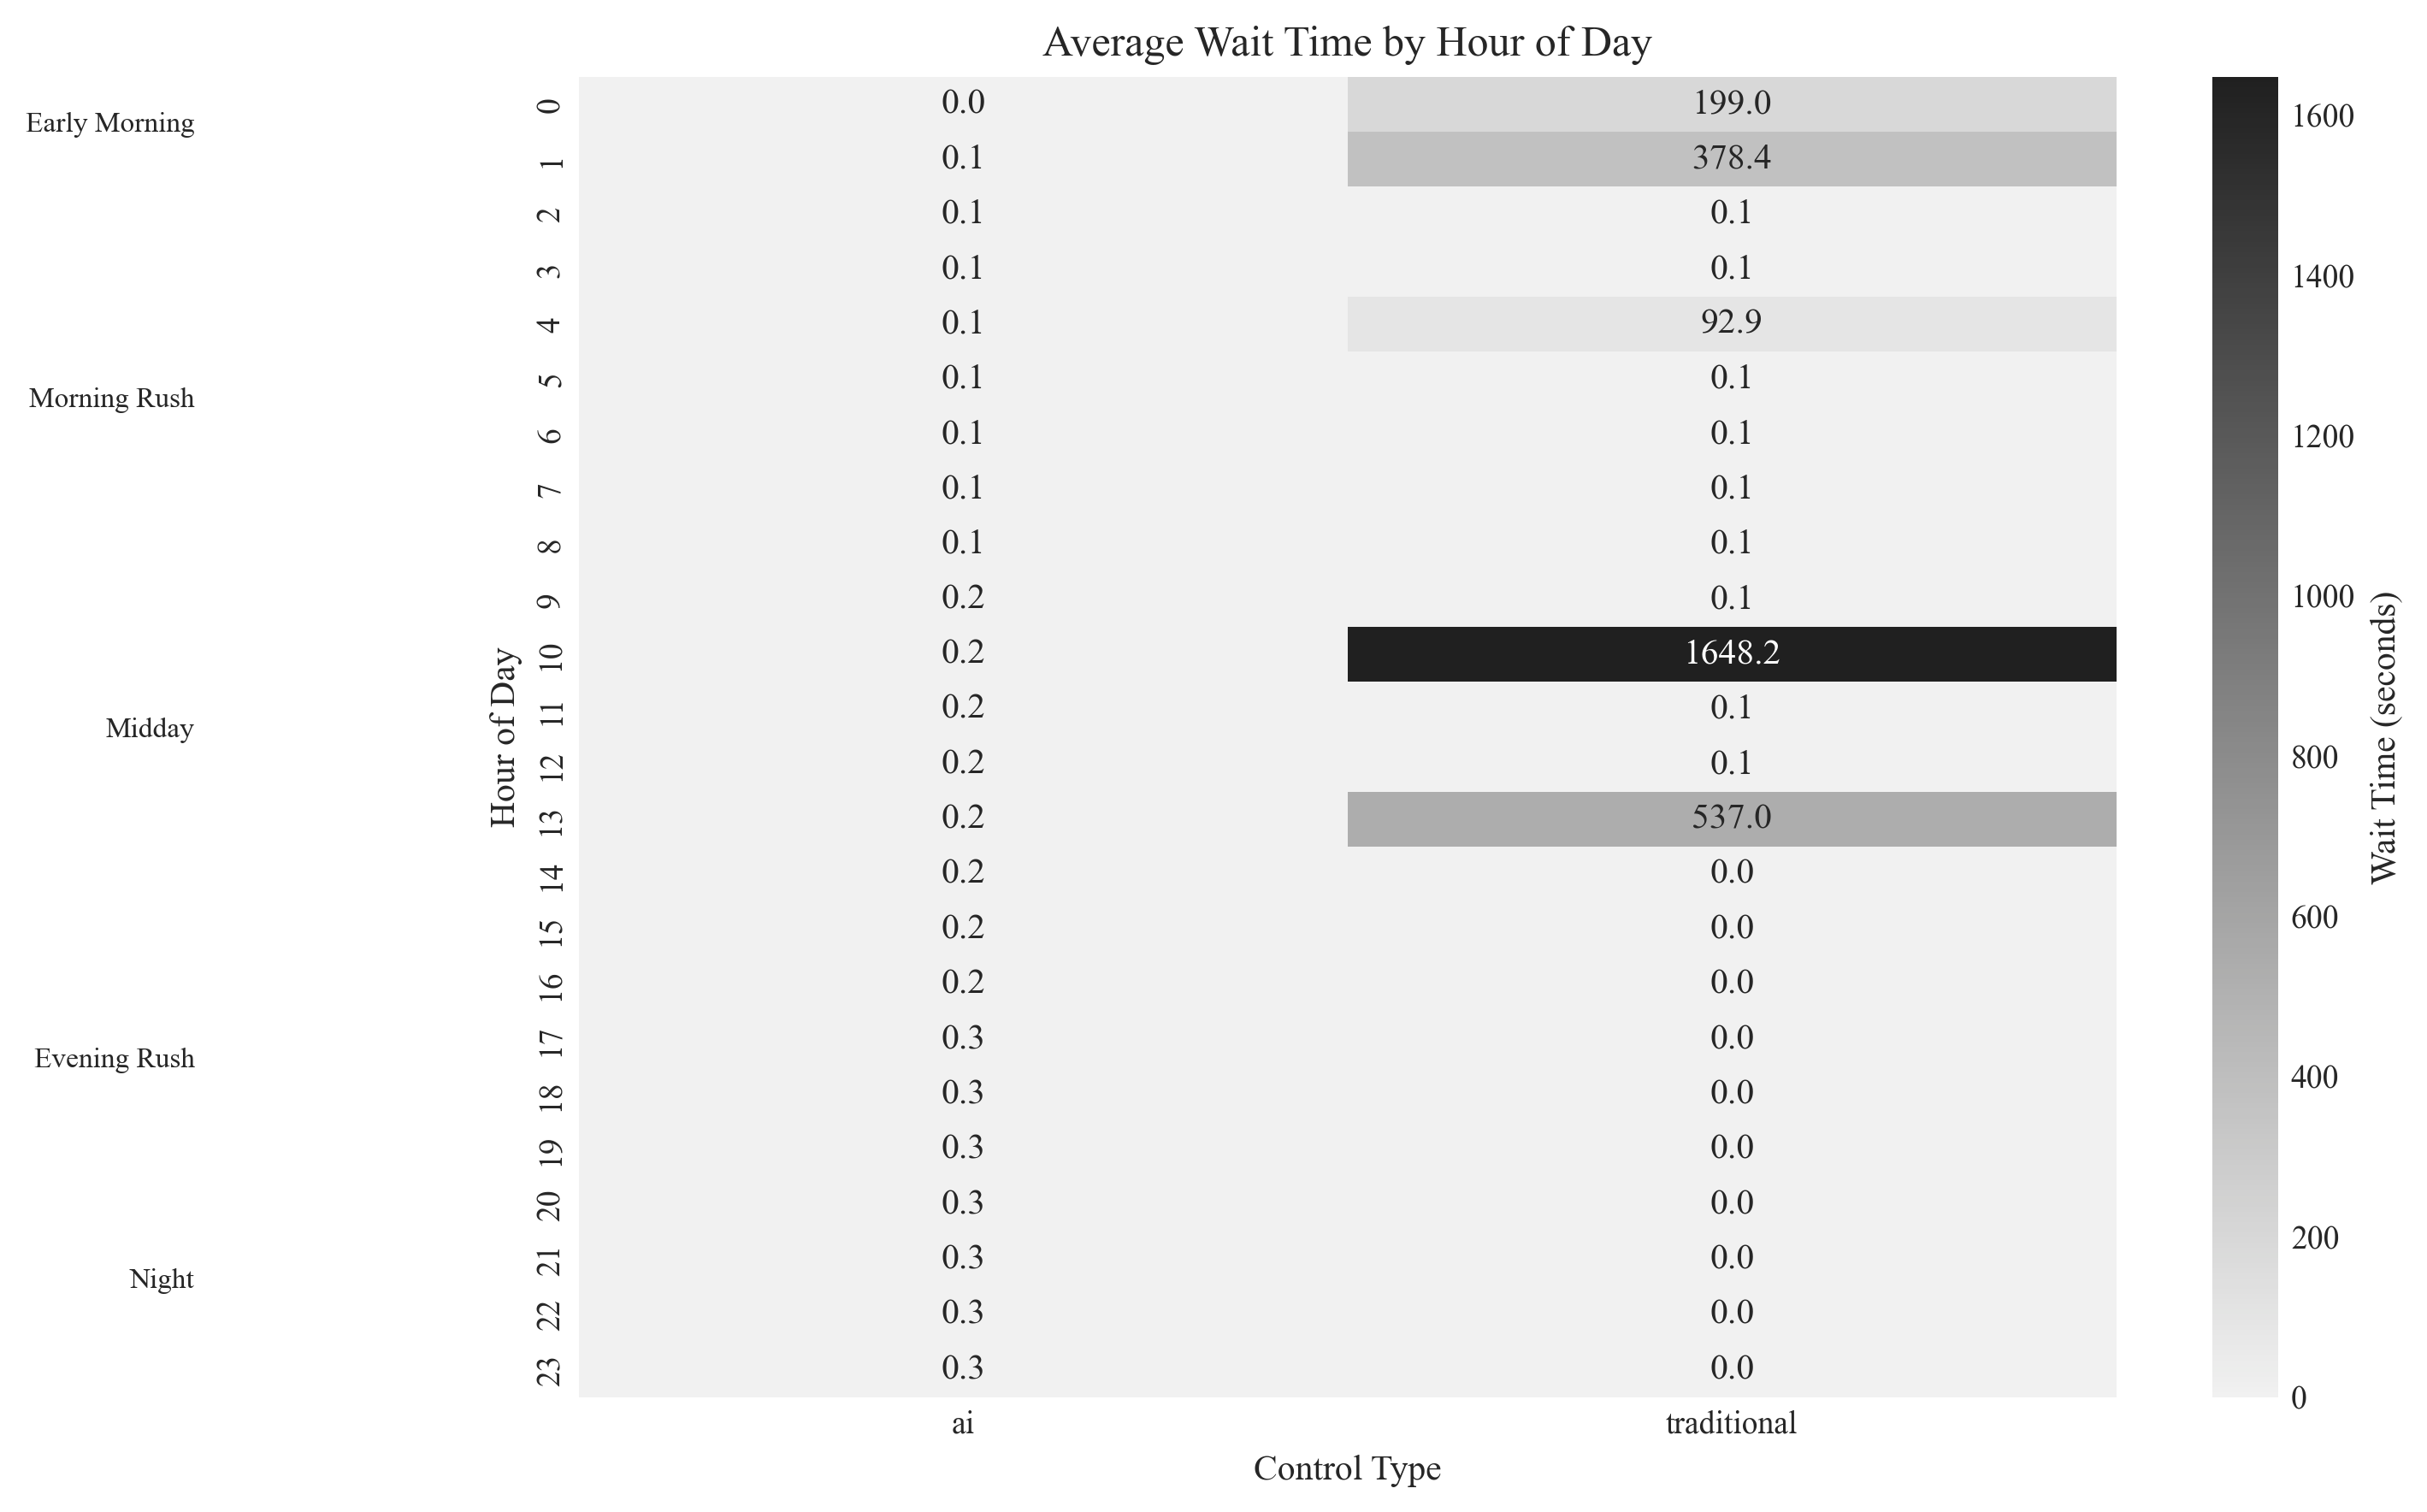 Average Wait Time by Hour of Day
Early Morning
Morning Rush
Midday
Evening Rush
Night
Hour of Day
0 0.0 199.0
1 0.1 378.4
2 0.1 0.1
3 0.1 0.1
4 0.1 92.9
5 0.1 0.1
6 0.1 0.1
7 0.1 0.1
8 0.1 0.1
9 0.2 0.1
10 0.2 1648.2
11 0.2 0.1
12 0.2 0.1
13 0.2 537.0
14 0.2 0.0
15 0.2 0.0
16 0.2 0.0
17 0.3 0.0
18 0.3 0.0
19 0.3 0.0
20 0.3 0.0
21 0.3 0.0
22 0.3 0.0
23 0.3 0.0
ai traditional
Control Type
1600
1400
1200
1000
800
600
400
200
0
Wait Time (seconds)